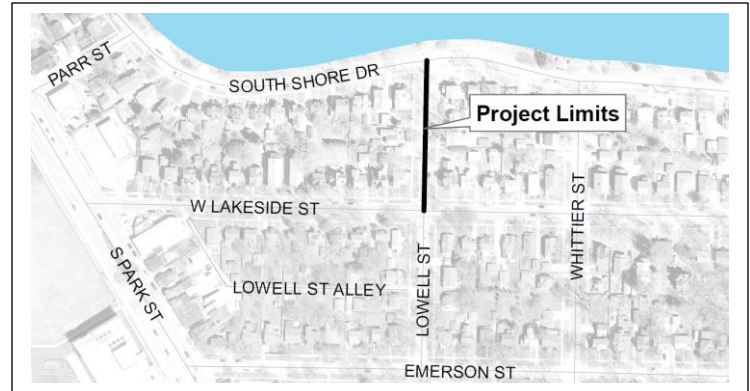 PARR ST
SOUTH SHORE DR
Project Limits
W LAKESIDE ST
WHITTIER ST
S PARK ST
LOWELL ST ALLEY
LOWELL ST
EMERSON ST